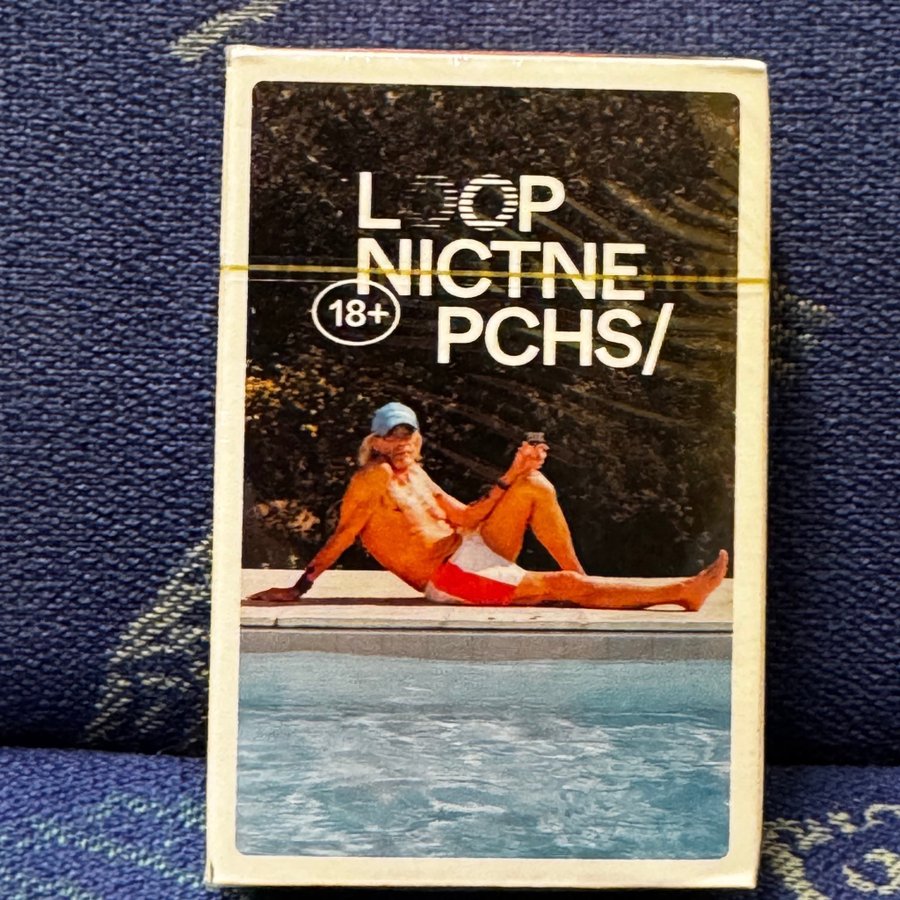 LOOP
NICTNE
18+
PCHS/